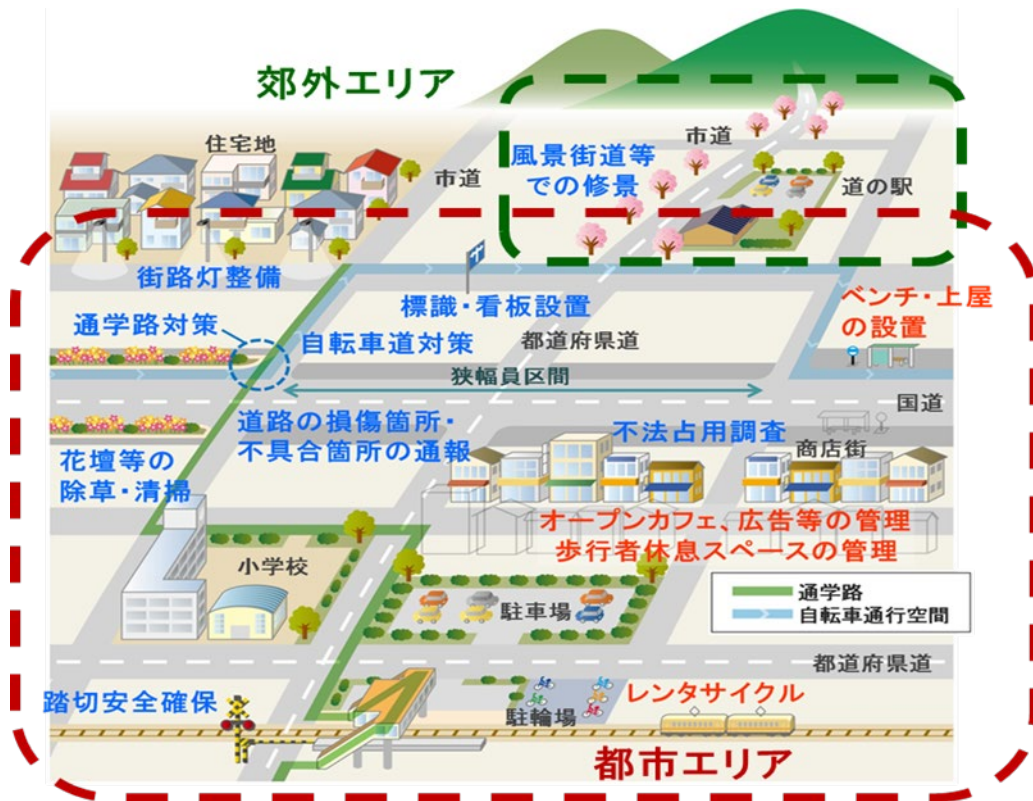 郊外エリア
住宅地
市道
市道
風景街道等
での修景
道の駅
街路灯整備
標識・看板設置
ベンチ・上屋
の設置
通学路対策
自転車道対策
都道府県道
狭幅員区間
国道
道路の損傷箇所・
不具合箇所の通報
不法占用調査
商店街
花壇等の
除草・清掃
オープンカフェ、広告等の管理
歩行者休息スペースの管理
小学校
通学路
自転車通行空間
駐車場
都道府県道
踏切安全確保
駐輪場
レンタサイクル
都市エリア